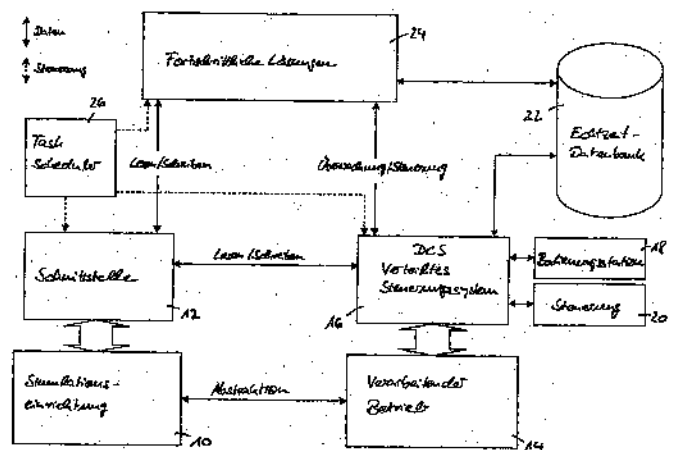 Daten
Steuerung
24
Fortschrittliche Lösungen
26
Task
Scheduler
Lesen/Schreiben
Überwachung/Steuerung
22
Echtzeit-
Datenbank
Schnittstelle
12
Lesen/Schreiben
DCS
Verteiltes
Steuerungssystem
16
18
Bedienungsstation
Steuerung
20
Simulations-
einrichtung
10
Abstraktion
Verarbeitender
Betrieb
14